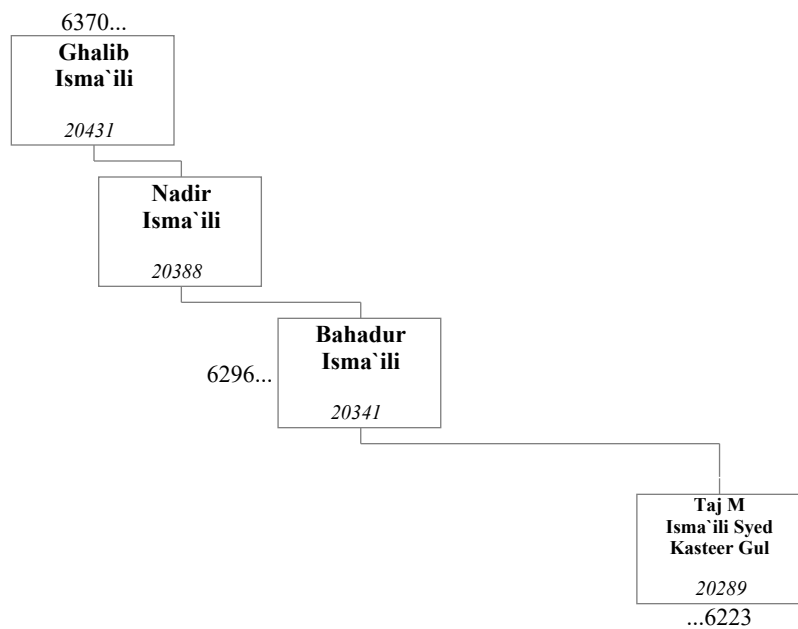 6370...
Ghalib
Isma`ili
20431
Nadir
Isma`ili
20388
Bahadur
Isma`ili
6296...
20341
Taj M
Isma`ili Syed
Kasteer Gul
20289
...6223